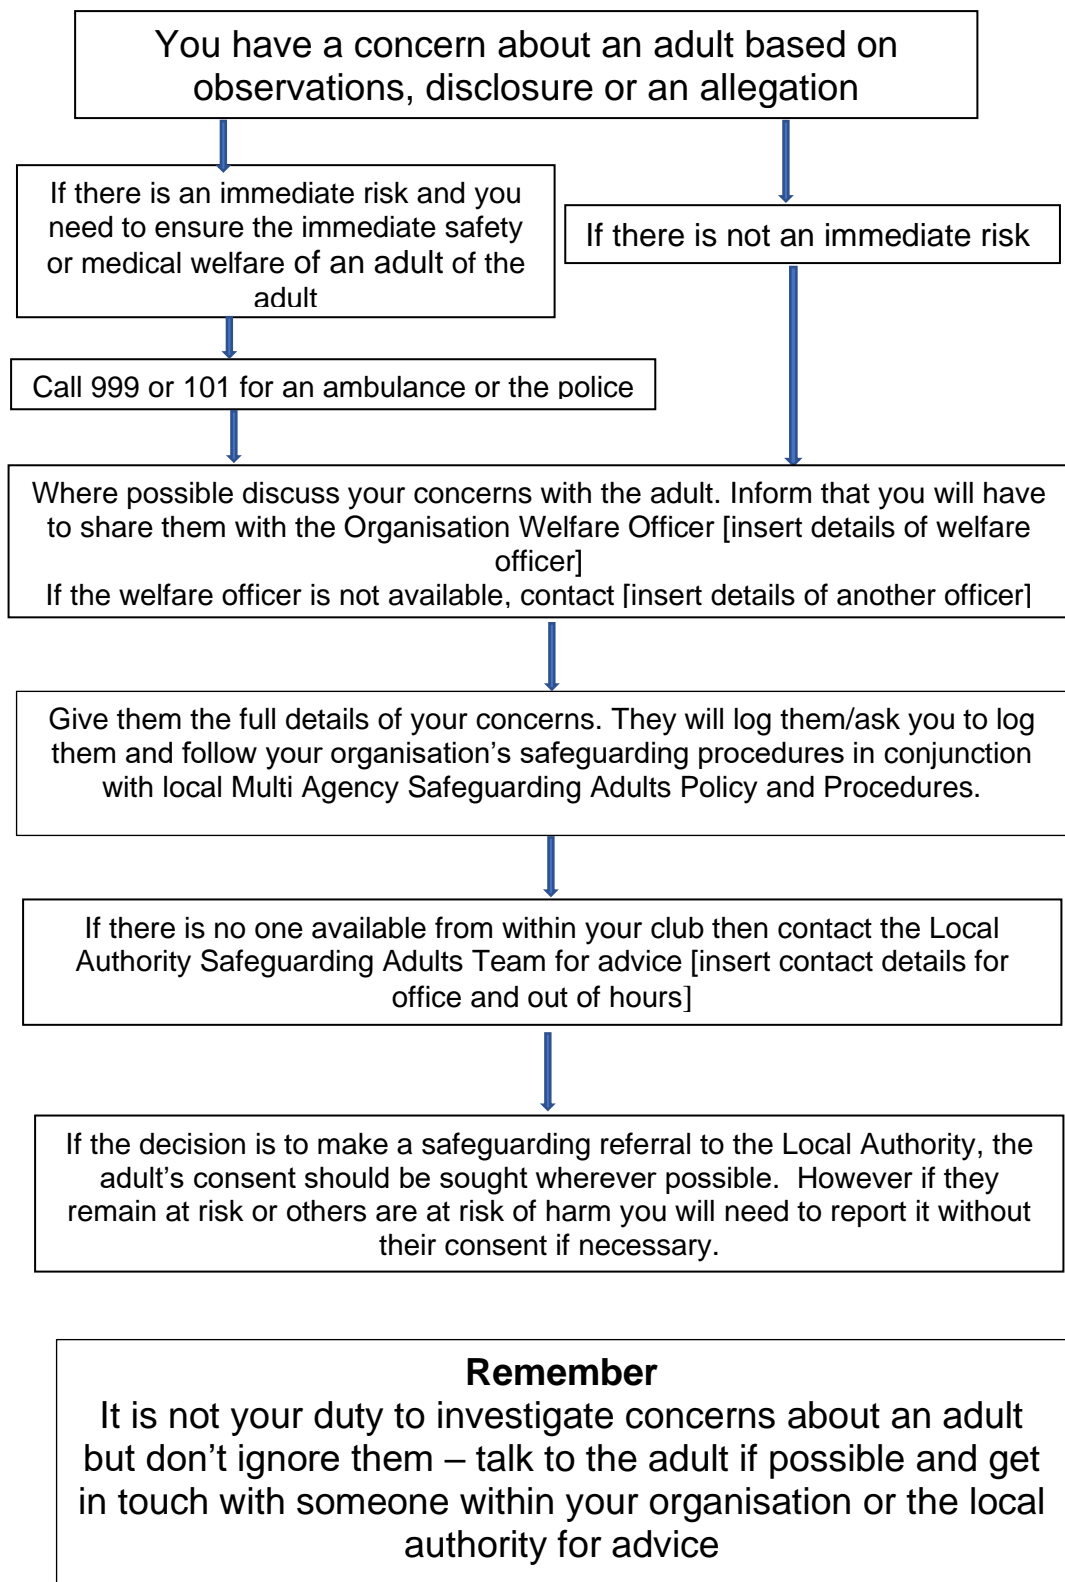 You have a concern about an adult based on
observations, disclosure or an allegation
If there is an immediate risk and you
need to ensure the immediate safety
or medical welfare of an adult of the
adult
If there is not an immediate risk
Call 999 or 101 for an ambulance or the police
Where possible discuss your concerns with the adult. Inform that you will have
to share them with the Organisation Welfare Officer [insert details of welfare
officer]
If the welfare officer is not available, contact [insert details of another officer]
Give them the full details of your concerns. They will log them/ask you to log
them and follow your organisation’s safeguarding procedures in conjunction
with local Multi Agency Safeguarding Adults Policy and Procedures.
If there is no one available from within your club then contact the Local
Authority Safeguarding Adults Team for advice [insert contact details for
office and out of hours]
If the decision is to make a safeguarding referral to the Local Authority, the
adult’s consent should be sought wherever possible.  However if they
remain at risk or others are at risk of harm you will need to report it without
their consent if necessary.
Remember
It is not your duty to investigate concerns about an adult
but don’t ignore them – talk to the adult if possible and get
in touch with someone within your organisation or the local
authority for advice